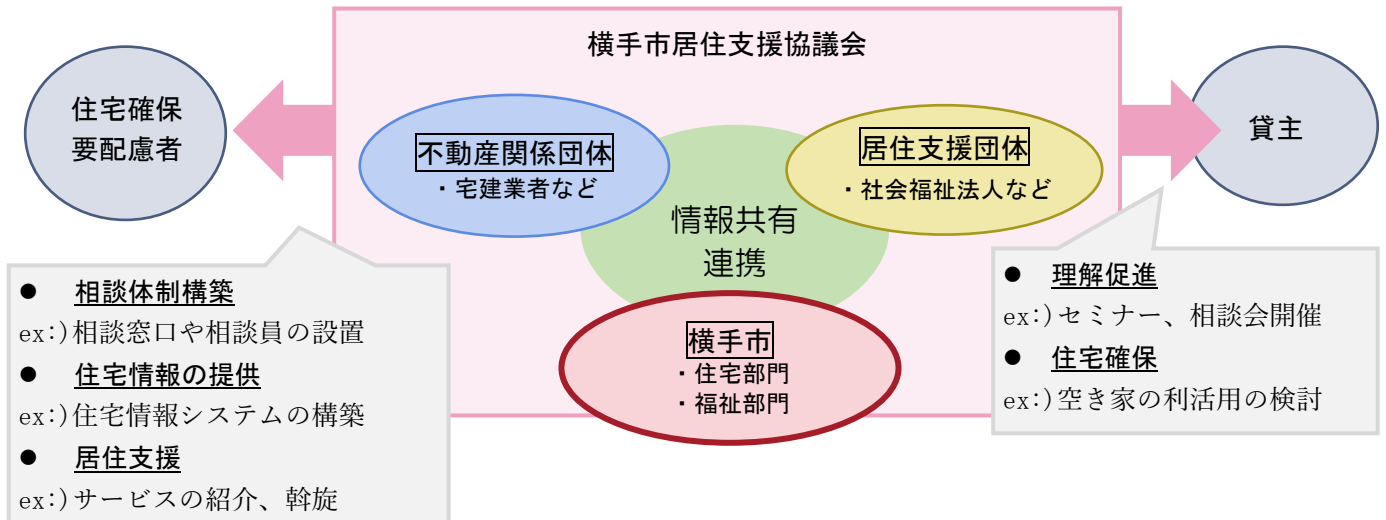 横手市居住支援協議会
住宅確保
要配慮者
不動産関係団体
・宅建業者など
居住支援団体
・社会福祉法人など
貸主
情報共有
連携
横手市
・住宅部門
・福祉部門
● 相談体制構築
ex:)相談窓口や相談員の設置
● 住宅情報の提供
ex:)住宅情報システムの構築
● 居住支援
ex:)サービスの紹介、斡旋
● 理解促進
ex:)セミナー、相談会開催
● 住宅確保
ex:)空き家の利活用の検討